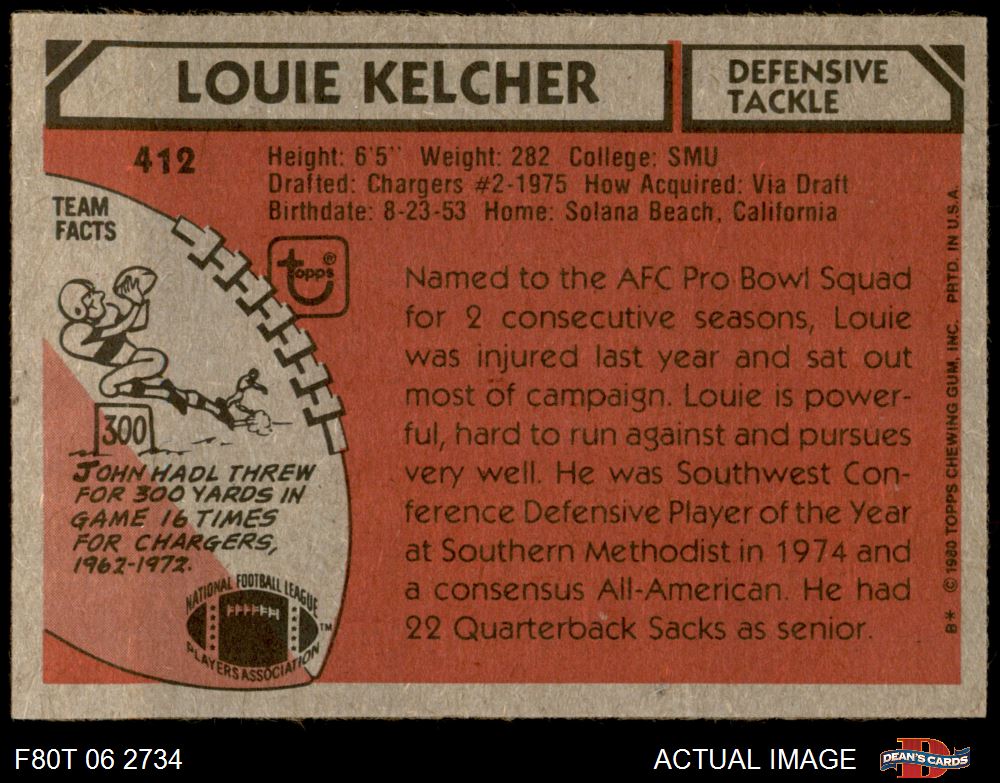 LOUIE KELCHER
DEFENSIVE
TACKLE
412
Height: 6'5" Weight: 282 College: SMU
Drafted: Chargers #2-1975 How Acquired: Via Draft
Birthdate: 8-23-53 Home: Solana Beach, California
TEAM
FACTS
topps®
300
JOHN HADL THREW
FOR 300 YARDS IN
GAME 16 TIMES
FOR CHARGERS,
1962-1972.
NATIONAL FOOTBALL LEAGUE
PLAYERS ASSOCIATION
TM
Named to the AFC Pro Bowl Squad
for 2 consecutive seasons, Louie
was injured last year and sat out
most of campaign. Louie is power-
ful, hard to run against and pursues
very well. He was Southwest Con-
ference Defensive Player of the Year
at Southern Methodist in 1974 and
a consensus All-American. He had
22 Quarterback Sacks as senior.
B* © 1980 TOPPS CHEWING GUM, INC. PRTD. IN U.S.A.
F80T 06 2734
ACTUAL IMAGE
DEAN'S CARDS